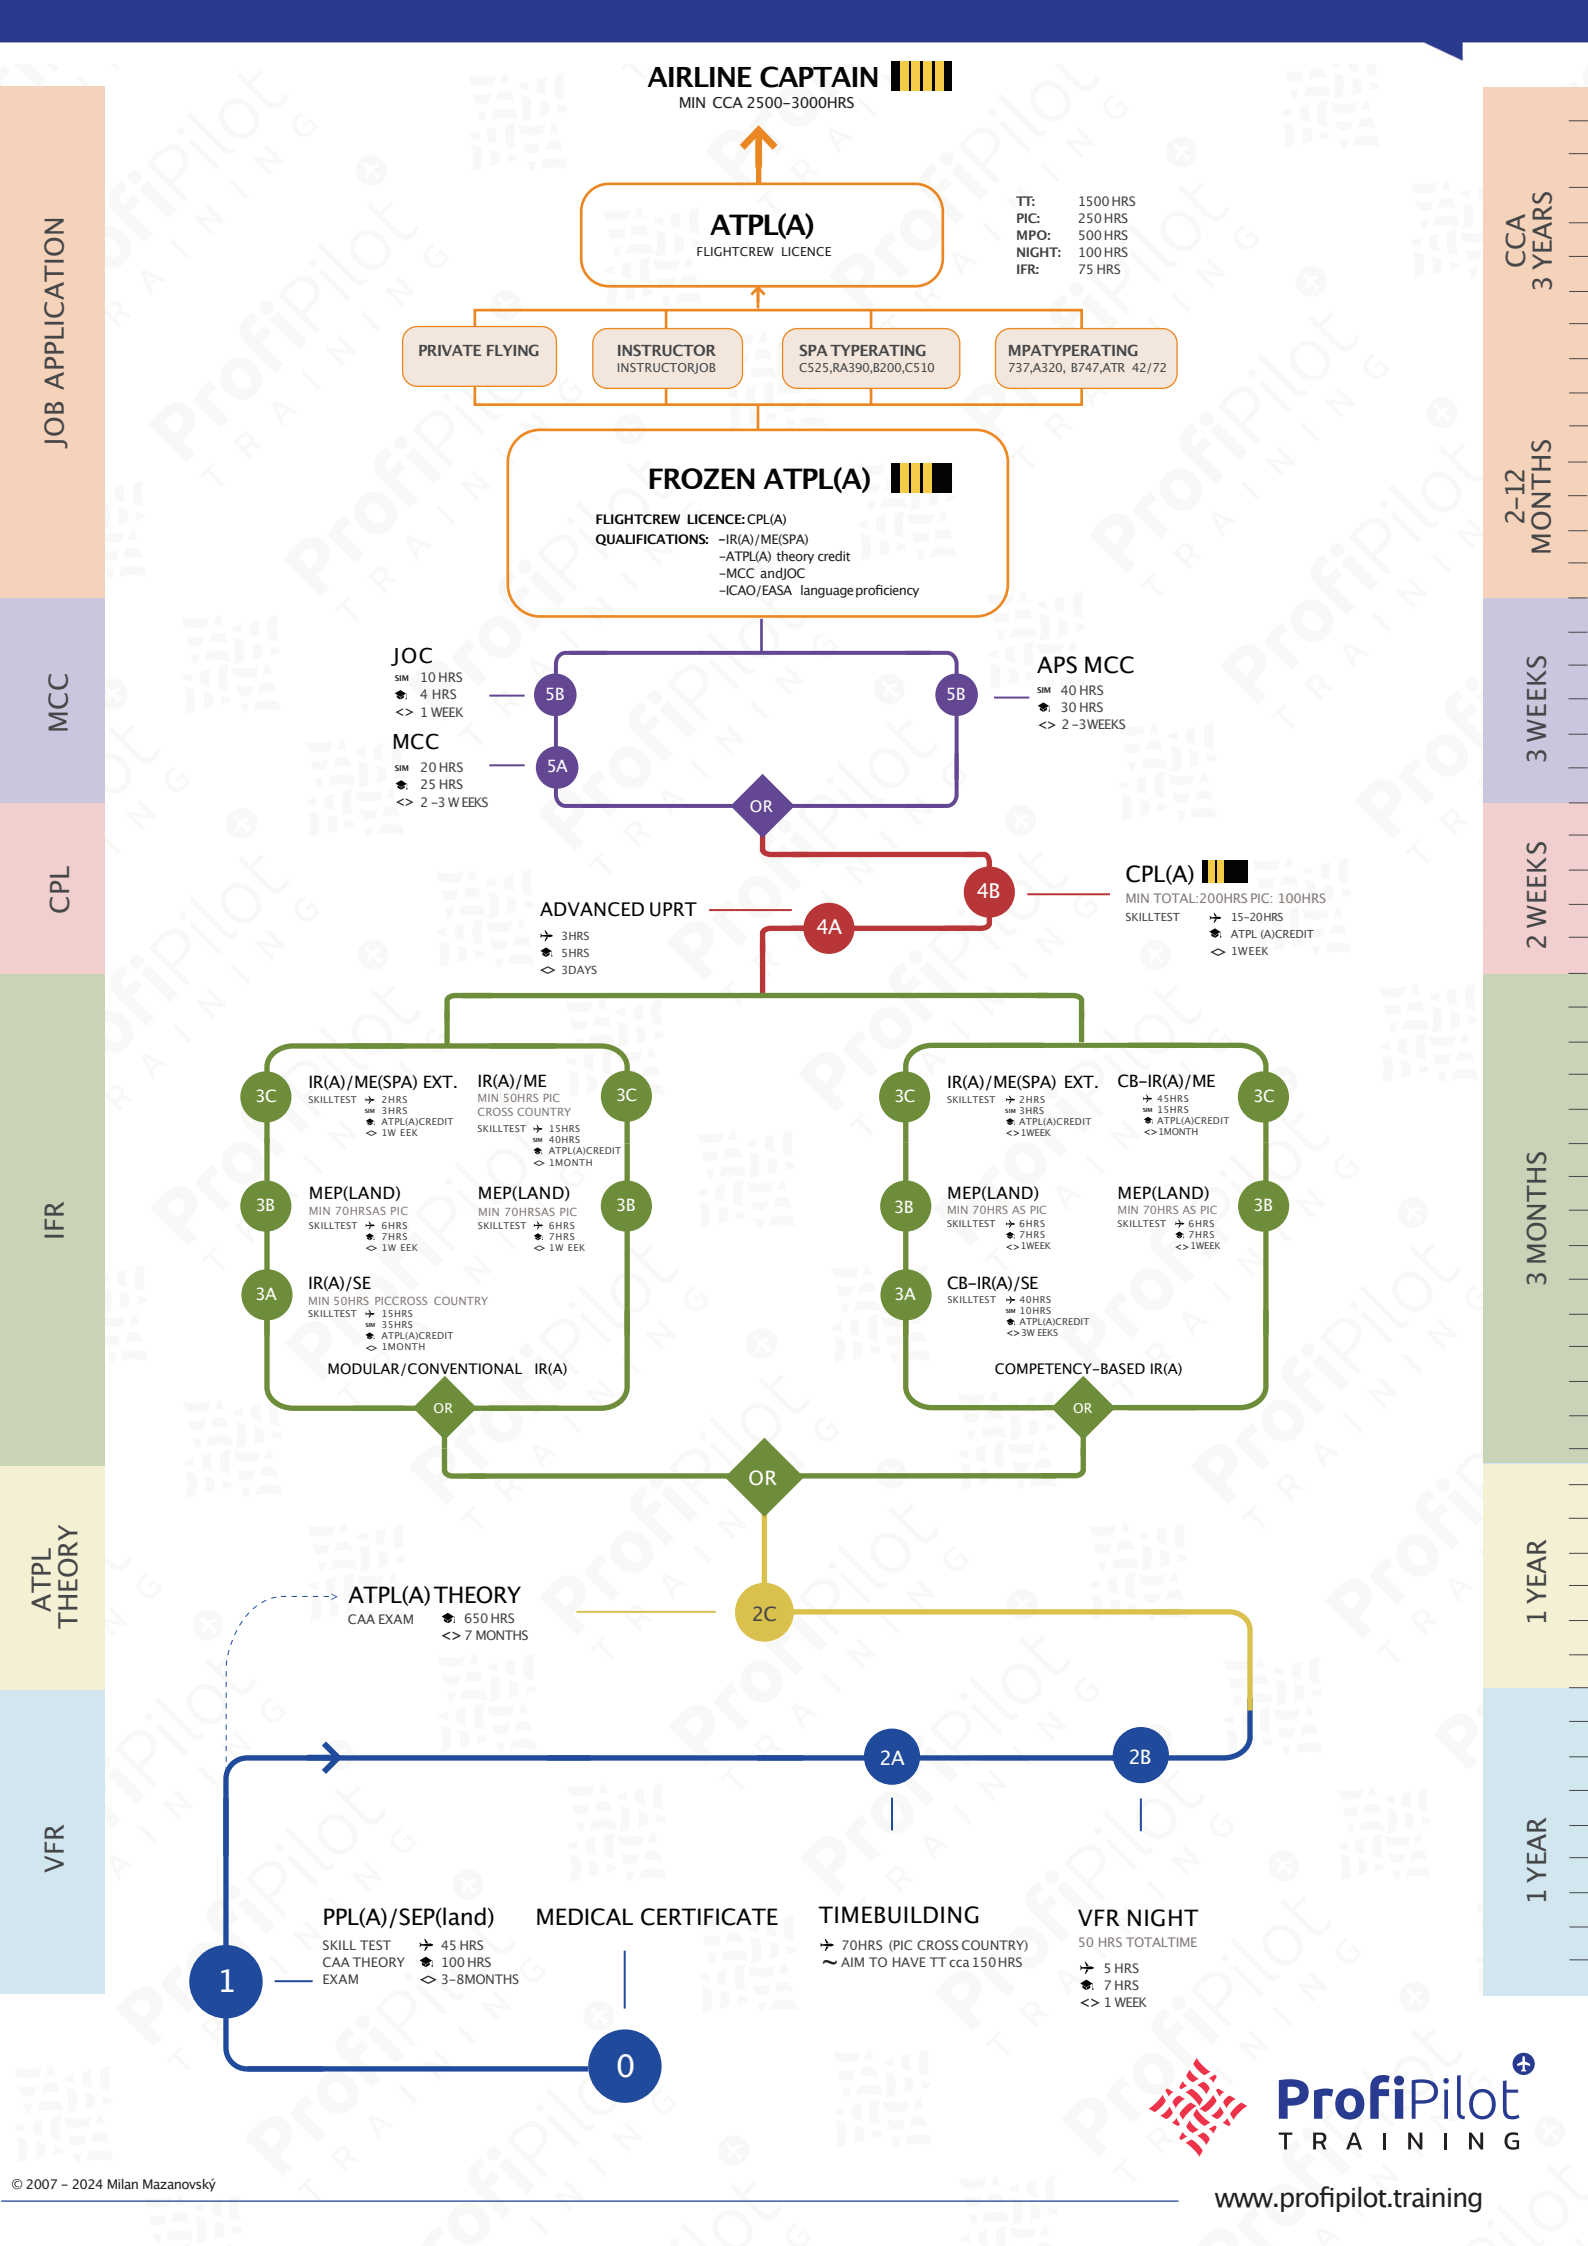 AIRLINE CAPTAIN
MIN CCA 2500-3000HRS
JOB APPLICATION
CCA
3 YEARS
ATPL(A)
FLIGHTCREW LICENCE
TT: 1500 HRS
PIC: 250 HRS
MPO: 500 HRS
NIGHT: 100 HRS
IFR: 75 HRS
PRIVATE FLYING
INSTRUCTOR
INSTRUCTORJOB
SPA TYPERATING
C525,RA390,B200,C510
MPATYPERATING
737,A320, B747,ATR 42/72
2-12
MONTHS
FROZEN ATPL(A)
FLIGHTCREW LICENCE: CPL(A)
QUALIFICATIONS: -IR(A)/ME(SPA)
-ATPL(A) theory credit
-MCC andJOC
-ICAO/EASA language proficiency
MCC
3 WEEKS
JOC
SIM 10 HRS
4 HRS
<> 1 WEEK
5B
5B
APS MCC
SIM 40 HRS
30 HRS
<> 2-3WEEKS
MCC
SIM 20 HRS
25 HRS
<> 2-3 W EEKS
5A
OR
CPL
2 WEEKS
4B
CPL(A)
MIN TOTAL:200HRS PIC: 100HRS
SKILLTEST 15-20HRS
ATPL (A)CREDIT
<> 1WEEK
ADVANCED UPRT
3HRS
5HRS
<> 3DAYS
4A
IFR
3 MONTHS
3C
IR(A)/ME(SPA) EXT.
SKILLTEST 2HRS
SIM 3HRS
ATPL(A)CREDIT
<> 1W EEK
IR(A)/ME
MIN 50HRS PIC
CROSS COUNTRY
SKILLTEST 15HRS
SIM 40HRS
ATPL(A)CREDIT
<> 1MONTH
3C
3B
MEP(LAND)
MIN 70HRSAS PIC
SKILLTEST 6HRS
7HRS
<> 1W EEK
MEP(LAND)
MIN 70HRS AS PIC
SKILLTEST 6HRS
7HRS
<> 1W EEK
3B
3A
IR(A)/SE
MIN 50HRS PICCROSS COUNTRY
SKILLTEST 15HRS
SIM 35HRS
ATPL(A)CREDIT
<> 1MONTH
MODULAR/CONVENTIONAL IR(A)
OR
3C
IR(A)/ME(SPA) EXT.
SKILLTEST 2HRS
SIM 3HRS
ATPL(A)CREDIT
<>1WEEK
CB-IR(A)/ME
45HRS
SIM 15HRS
ATPL(A)CREDIT
<>1MONTH
3C
3B
MEP(LAND)
MIN 70HRS AS PIC
SKILLTEST 6HRS
7HRS
<>1WEEK
MEP(LAND)
MIN 70HRS AS PIC
SKILLTEST 6HRS
7HRS
<>1WEEK
3B
3A
CB-IR(A)/SE
SKILLTEST 40HRS
SIM 10HRS
ATPL(A)CREDIT
<>3W EEKS
COMPETENCY-BASED IR(A)
OR
OR
ATPL
THEORY
1 YEAR
ATPL(A) THEORY
CAA EXAM 650 HRS
<> 7 MONTHS
2C
VFR
1 YEAR
2A
2B
PPL(A)/SEP(land)
SKILL TEST 45 HRS
CAA THEORY 100 HRS
EXAM <> 3-8MONTHS
1
MEDICAL CERTIFICATE
0
TIMEBUILDING
70HRS (PIC CROSS COUNTRY)
~ AIM TO HAVE TT cca 150HRS
VFR NIGHT
50 HRS TOTALTIME
5 HRS
7 HRS
<> 1 WEEK
ProfiPilot
TRAINING
© 2007 - 2024 Milan Mazanovský
www.profipilot.training